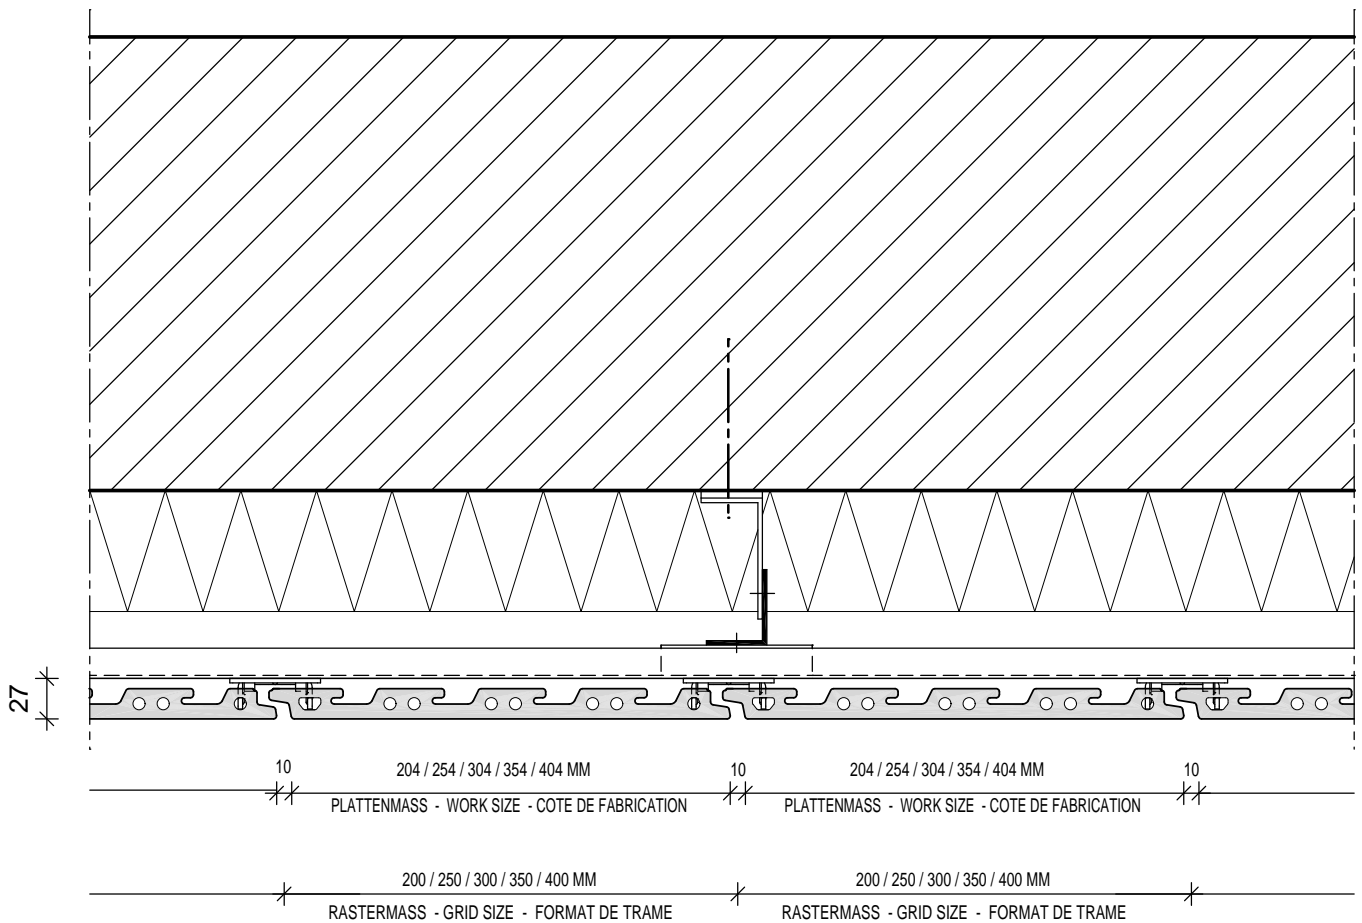 27
10
204 / 254 / 304 / 354 / 404 MM
10
204 / 254 / 304 / 354 / 404 MM
10
PLATTENMASS - WORK SIZE - COTE DE FABRICATION
PLATTENMASS - WORK SIZE - COTE DE FABRICATION
200 / 250 / 300 / 350 / 400 MM
200 / 250 / 300 / 350 / 400 MM
RASTERMASS - GRID SIZE - FORMAT DE TRAME
RASTERMASS - GRID SIZE - FORMAT DE TRAME